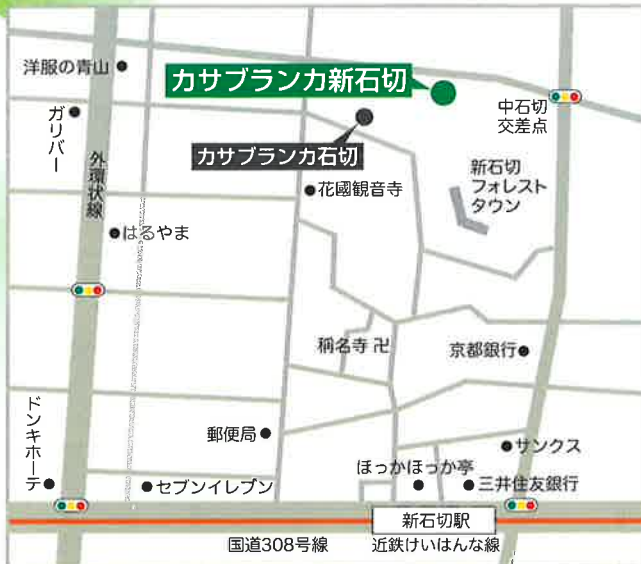 洋服の青山
カサブランカ新石切
中石切
交差点
ガリバー
カサブランカ石切
外環状線
新石切
フォレスト
タウン
花國観音寺
はるやま
稱名寺 卍
京都銀行
ドンキホーテ
郵便局
サンクス
ほっかほっか亭
セブンイレブン
三井住友銀行
新石切駅
国道308号線
近鉄けいはんな線